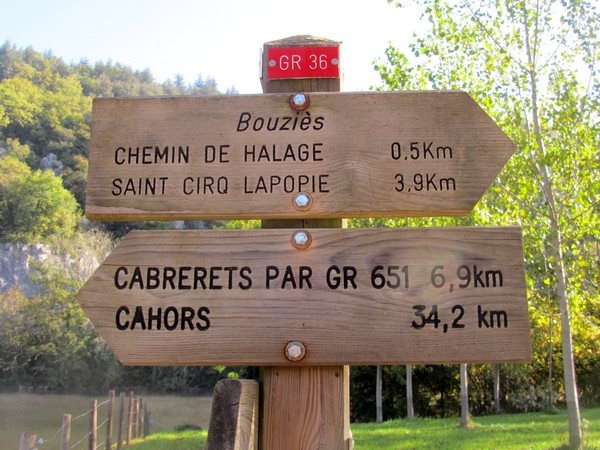 GR 36
Bouziès
CHEMIN DE HALAGE 0.5Km
SAINT CIRQ LAPOPIE 3,9Km
CABRERETS PAR GR 651 6,9km
CAHORS 34,2 km